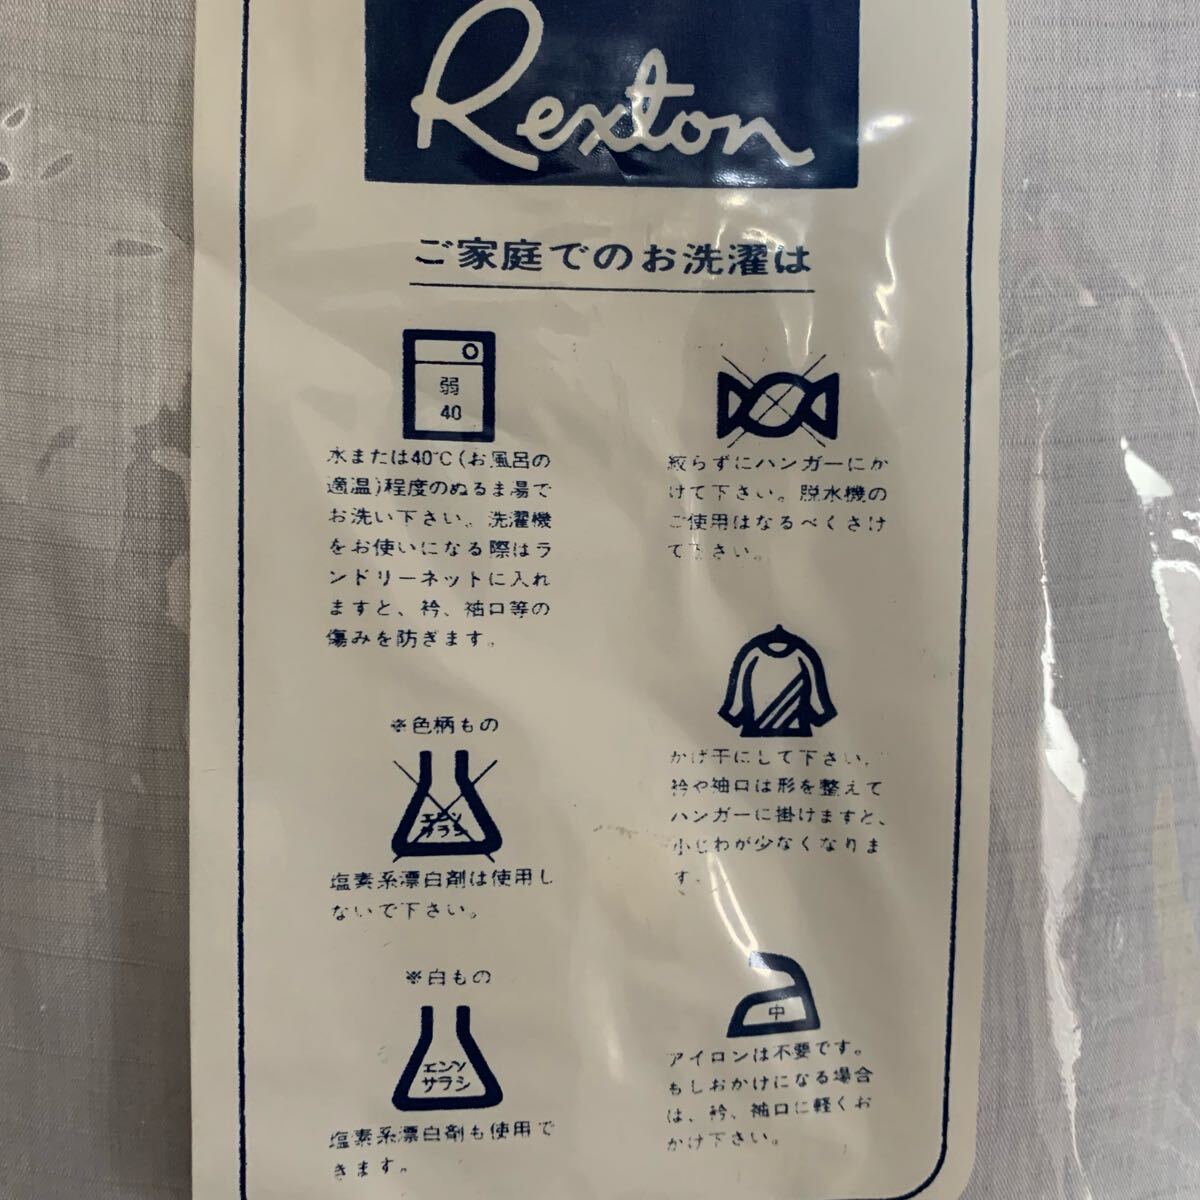 Rexton
ご家庭でのお洗濯は
弱
40
水または40℃(お風呂の
適温)程度のぬるま湯で
お洗い下さい。洗濯機
をお使いになる際はラ
ンドリーネットに入れ
ますと、衿、袖口等の
傷みを防ぎます。
※色柄もの
エンソ
サラシ
塩素系漂白剤は使用し
ないで下さい。
※白もの
エンソ
サラシ
塩素系漂白剤も使用で
きます。
絞らずにハンガーにか
けて下さい。脱水機の
ご使用はなるべくさけ
て下さい。
かげ干にして下さい。
衿や袖口は形を整えて
ハンガーに掛けますと、
小じわが少なくなりま
す。
中
アイロンは不要です。
もしおかけになる場合
は、衿、袖口に軽くお
かけ下さい。